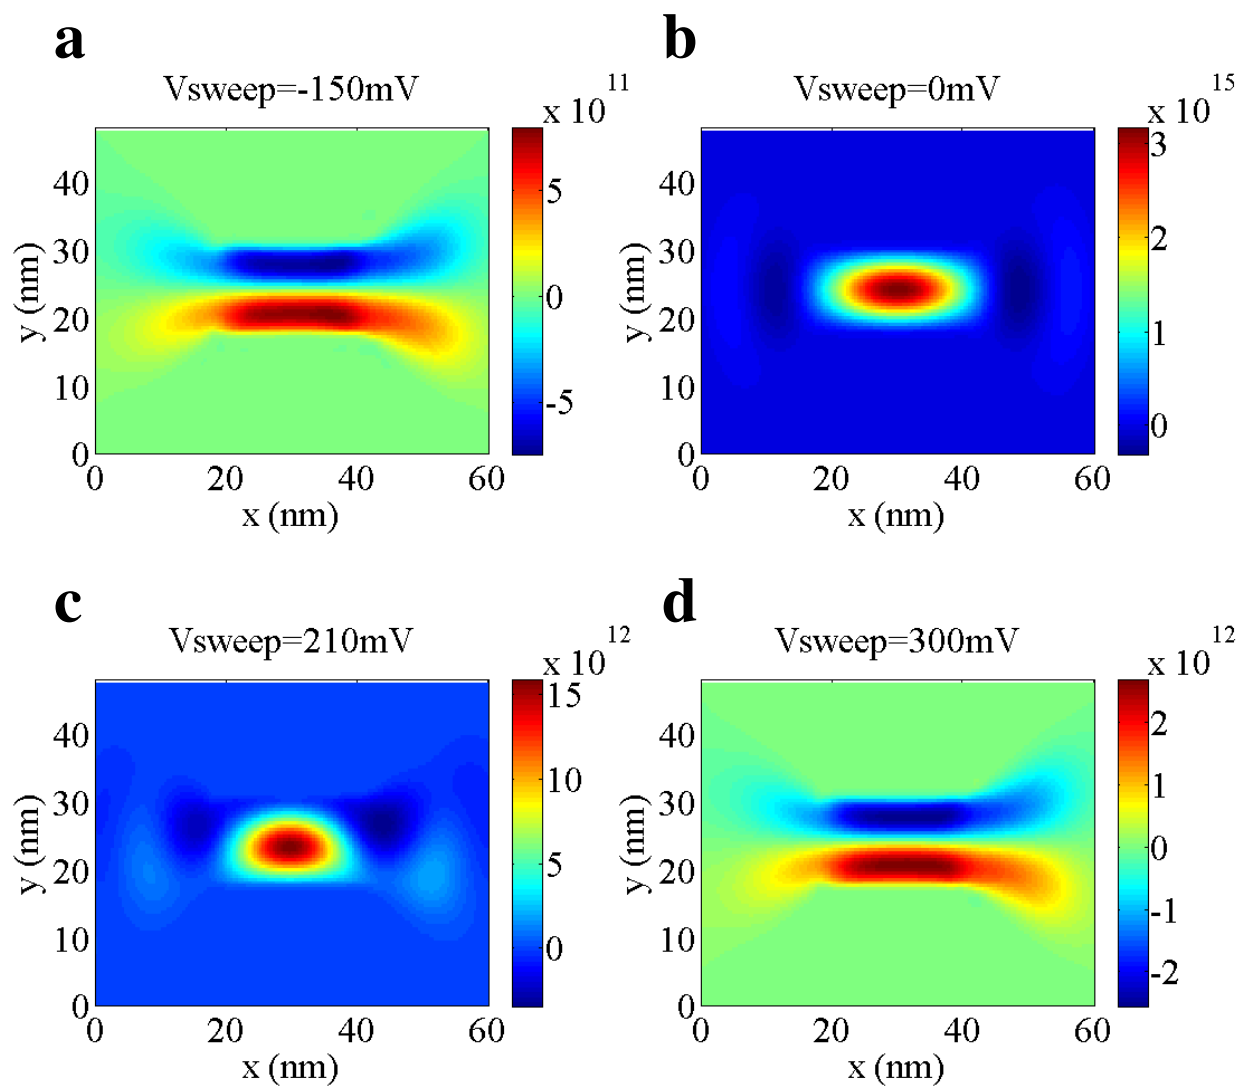 a
b
Vsweep=-150mV
x 10^11
Vsweep=0mV
x 10^15
40
30
20
10
0
y (nm)
0 20 40 60
x (nm)
5
0
-5
40
30
20
10
0
y (nm)
0 20 40 60
x (nm)
3
2
1
0
c
d
Vsweep=210mV
x 10^12
Vsweep=300mV
x 10^12
40
30
20
10
0
y (nm)
0 20 40 60
x (nm)
15
10
5
0
40
30
20
10
0
y (nm)
0 20 40 60
x (nm)
2
1
0
-1
-2